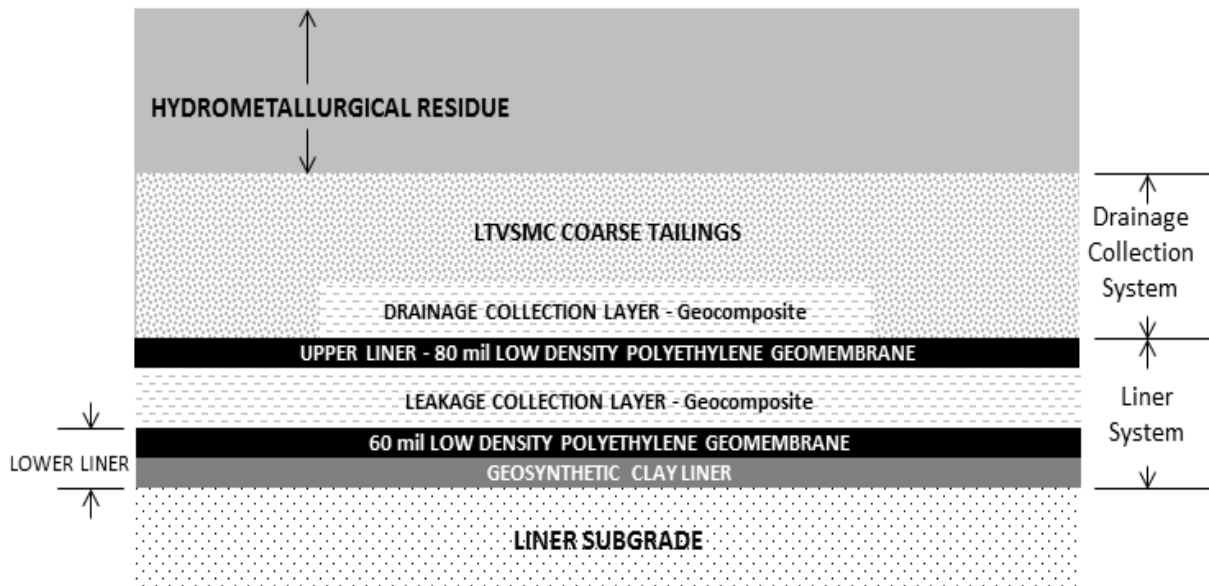 HYDROMETALLURGICAL RESIDUE
LTVSMC COARSE TAILINGS
Drainage
Collection
System
DRAINAGE COLLECTION LAYER - Geocomposite
UPPER LINER - 80 mil LOW DENSITY POLYETHYLENE GEOMEMBRANE
LEAKAGE COLLECTION LAYER - Geocomposite
Liner
System
60 mil LOW DENSITY POLYETHYLENE GEOMEMBRANE
LOWER LINER
GEOSYNTHETIC CLAY LINER
LINER SUBGRADE